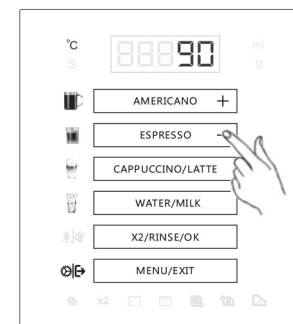 °C
S
90
ml
g
AMERICANO +
ESPRESSO -
CAPPUCCINO/LATTE
WATER/MILK
X2/RINSE/OK
MENU/EXIT
x2